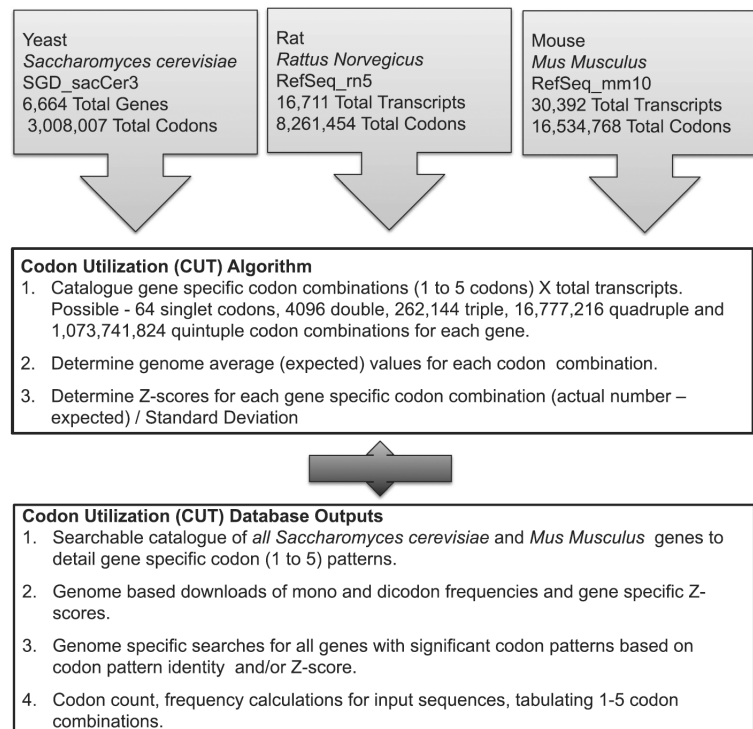 Yeast
Saccharomyces cerevisiae
SGD_sacCer3
6,664 Total Genes
3,008,007 Total Codons
Rat
Rattus Norvegicus
RefSeq_rn5
16,711 Total Transcripts
8,261,454 Total Codons
Mouse
Mus Musculus
RefSeq_mm10
30,392 Total Transcripts
16,534,768 Total Codons
Codon Utilization (CUT) Algorithm
1. Catalogue gene specific codon combinations (1 to 5 codons) X total transcripts.
Possible - 64 singlet codons, 4096 double, 262,144 triple, 16,777,216 quadruple and
1,073,741,824 quintuple codon combinations for each gene.
2. Determine genome average (expected) values for each codon combination.
3. Determine Z-scores for each gene specific codon combination (actual number –
expected) / Standard Deviation
Codon Utilization (CUT) Database Outputs
1. Searchable catalogue of all Saccharomyces cerevisiae and Mus Musculus genes to
detail gene specific codon (1 to 5) patterns.
2. Genome based downloads of mono and dicodon frequencies and gene specific Z-
scores.
3. Genome specific searches for all genes with significant codon patterns based on
codon pattern identity and/or Z-score.
4. Codon count, frequency calculations for input sequences, tabulating 1-5 codon
combinations.